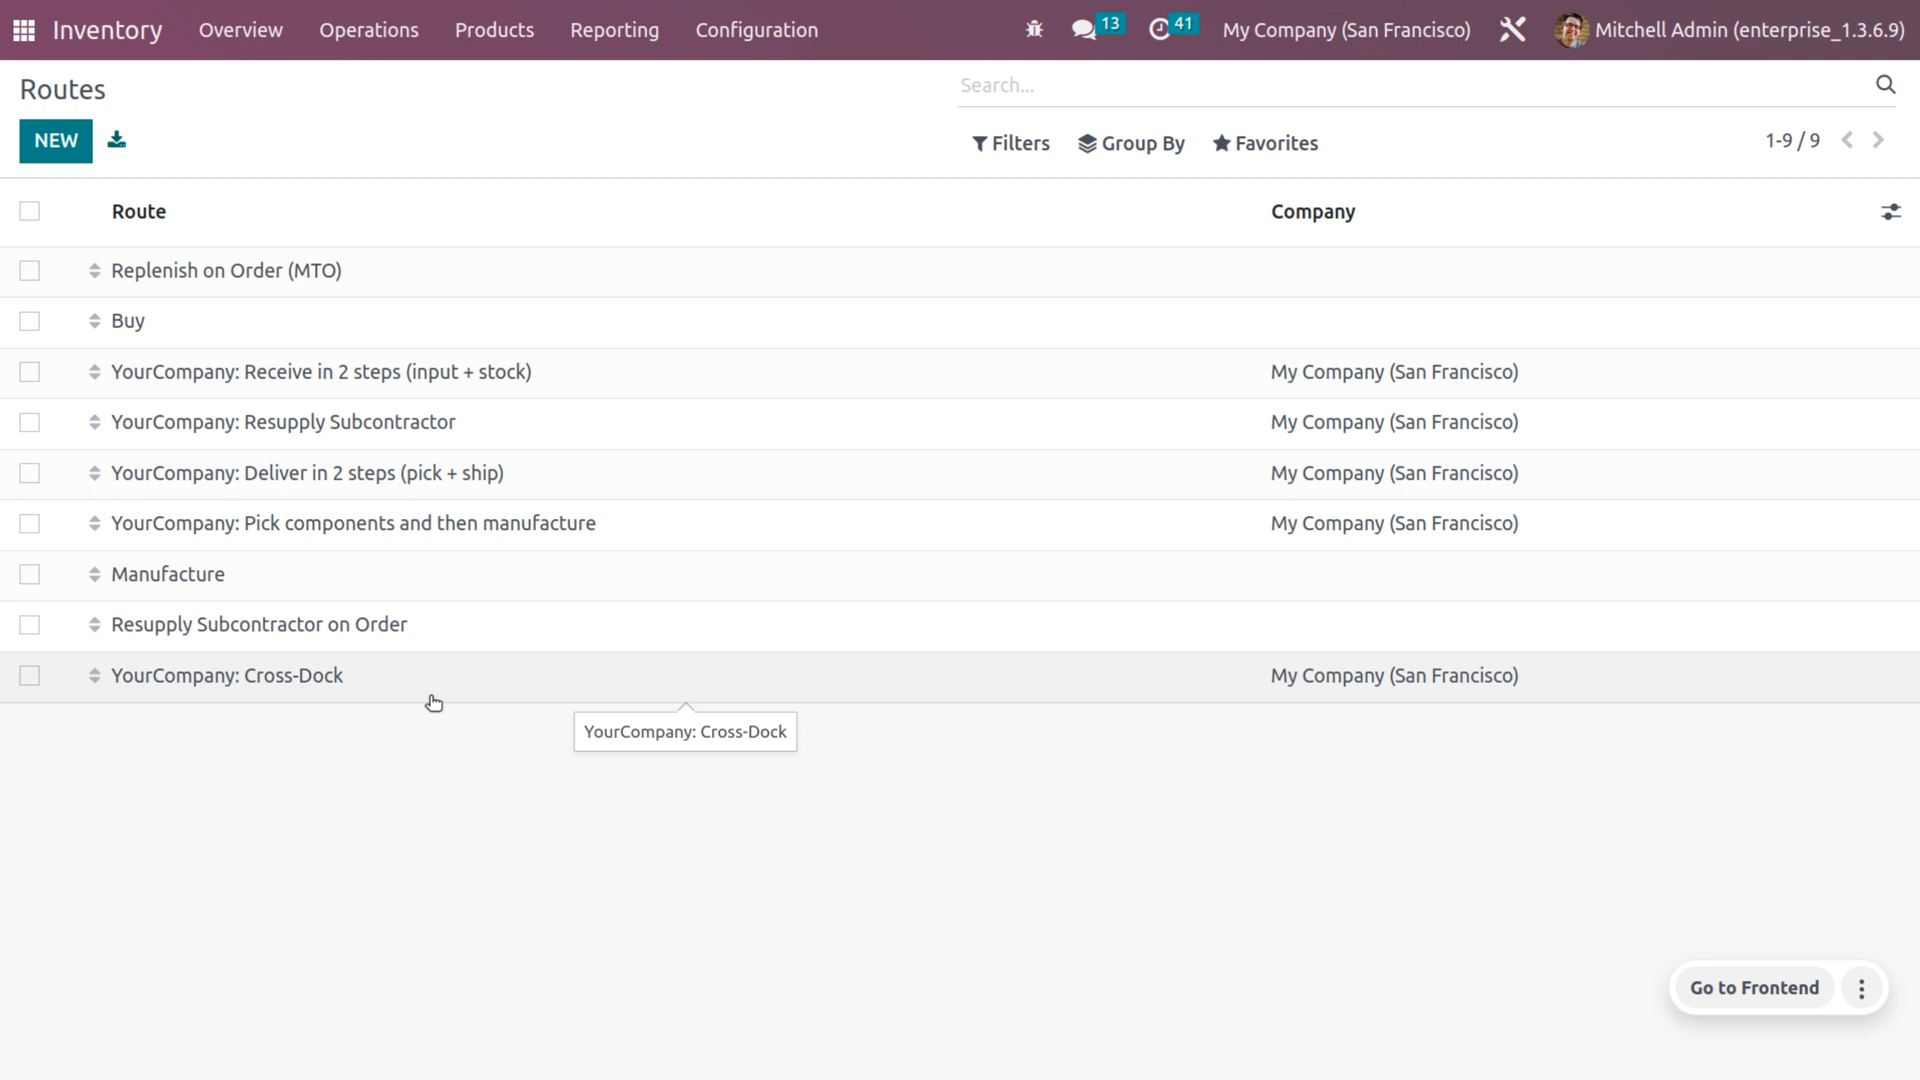 Inventory Overview Operations Products Reporting Configuration 13 41 My Company (San Francisco) Mitchell Admin (enterprise_1.3.6.9)
Routes Search...
NEW Filters Group By Favorites 1-9 / 9
Route Company
Replenish on Order (MTO)
Buy
YourCompany: Receive in 2 steps (input + stock) My Company (San Francisco)
YourCompany: Resupply Subcontractor My Company (San Francisco)
YourCompany: Deliver in 2 steps (pick + ship) My Company (San Francisco)
YourCompany: Pick components and then manufacture My Company (San Francisco)
Manufacture
Resupply Subcontractor on Order
YourCompany: Cross-Dock My Company (San Francisco)
YourCompany: Cross-Dock
Go to Frontend